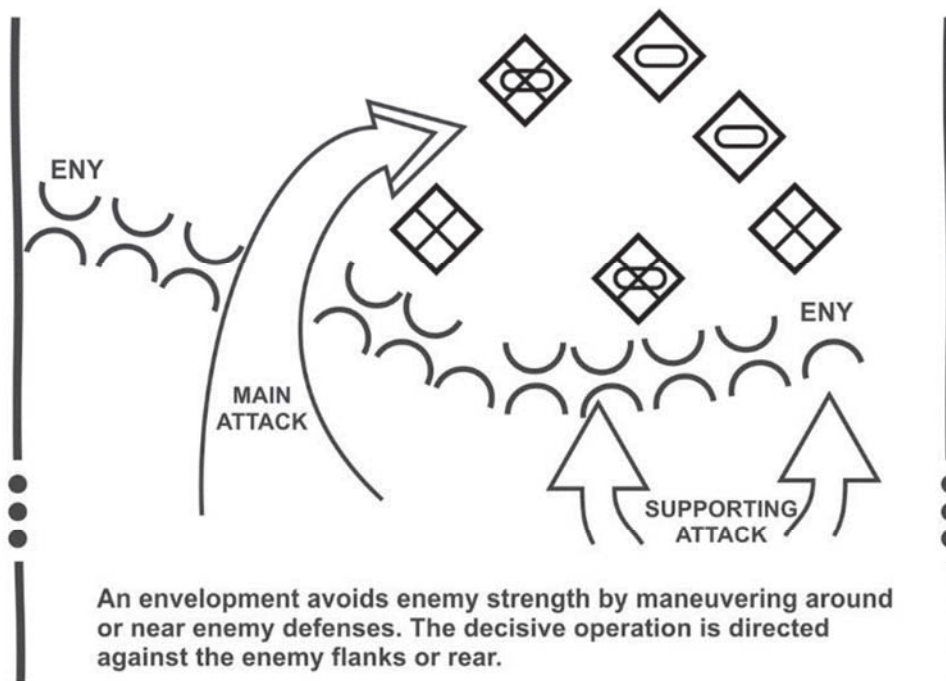 ENY
ENY
MAIN
ATTACK
SUPPORTING
ATTACK
An envelopment avoids enemy strength by maneuvering around
or near enemy defenses. The decisive operation is directed
against the enemy flanks or rear.